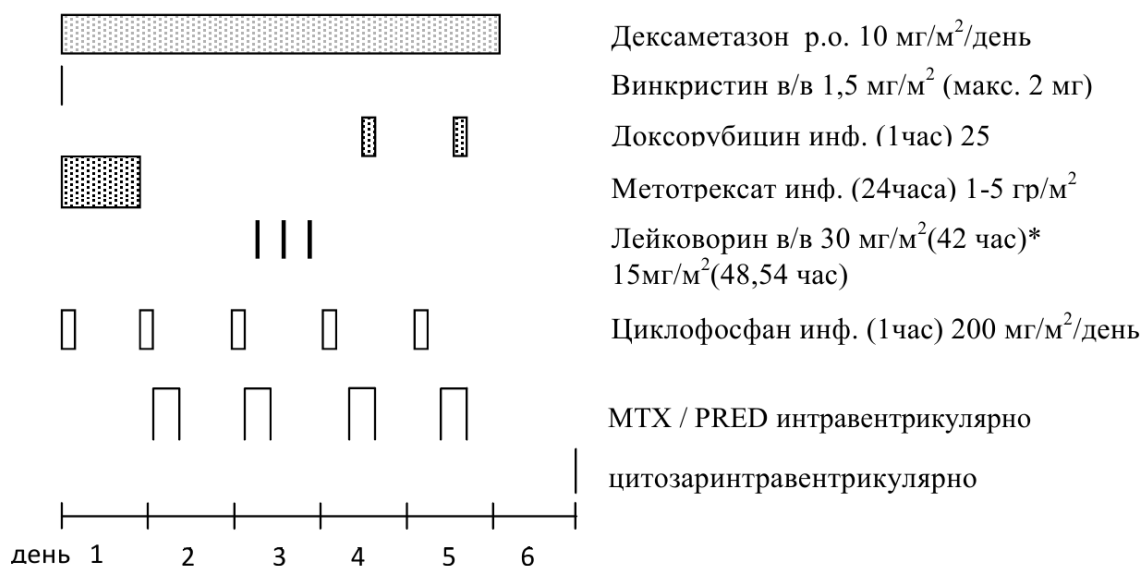 Дексаметазон р.о. 10 мг/м²/день
Винкристин в/в 1,5 мг/м² (макс. 2 мг)
Доксорубицин инф. (1час) 25
Метотрексат инф. (24часа) 1-5 гр/м²
Лейковорин в/в 30 мг/м²(42 час)*
15мг/м²(48,54 час)
Циклофосфан инф. (1час) 200 мг/м²/день
MTX / PRED интравентрикулярно
цитозаринтравентрикулярно
день 1 2 3 4 5 6